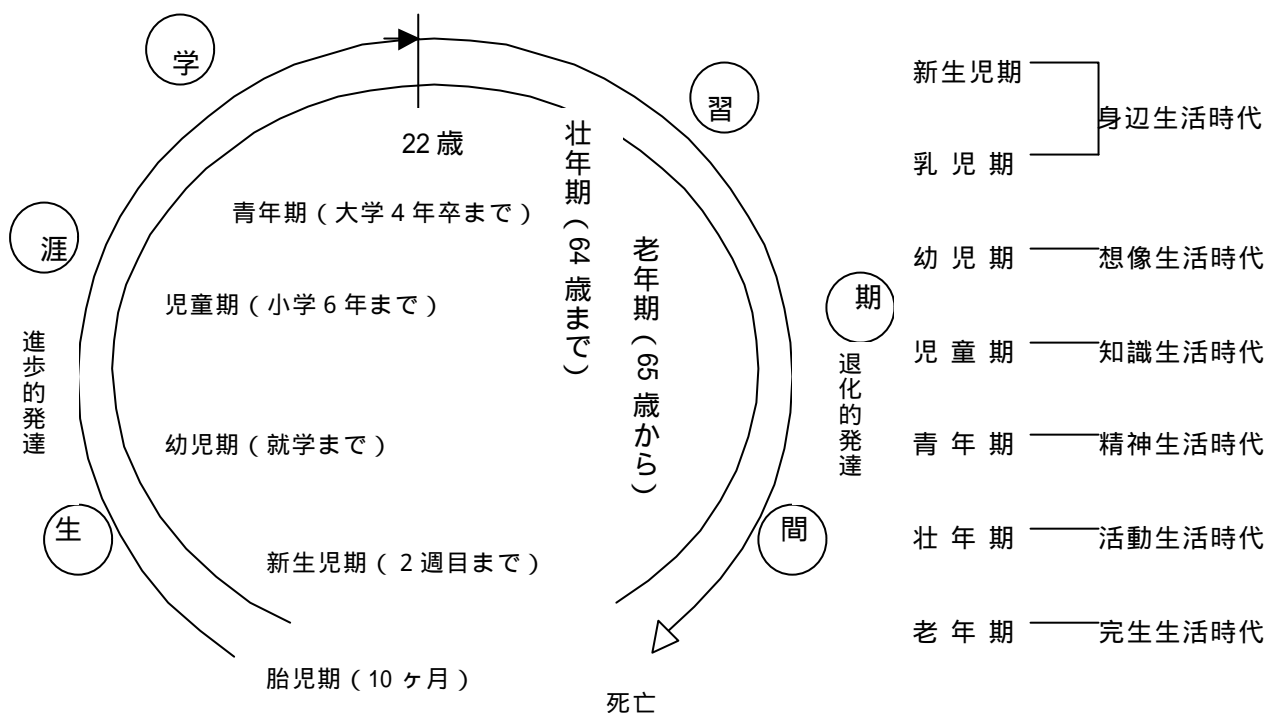 学
習
涯
期
生
間
22歳
青年期（大学4年卒まで）
児童期（小学6年まで）
幼児期（就学まで）
新生児期（2週目まで）
胎児期（10ヶ月）
壮年期（64歳まで）
老年期（65歳から）
死亡
進歩的発達
退化的発達
新生児期
乳児期
身辺生活時代
幼児期 想像生活時代
児童期 知識生活時代
青年期 精神生活時代
壮年期 活動生活時代
老年期 完生生活時代